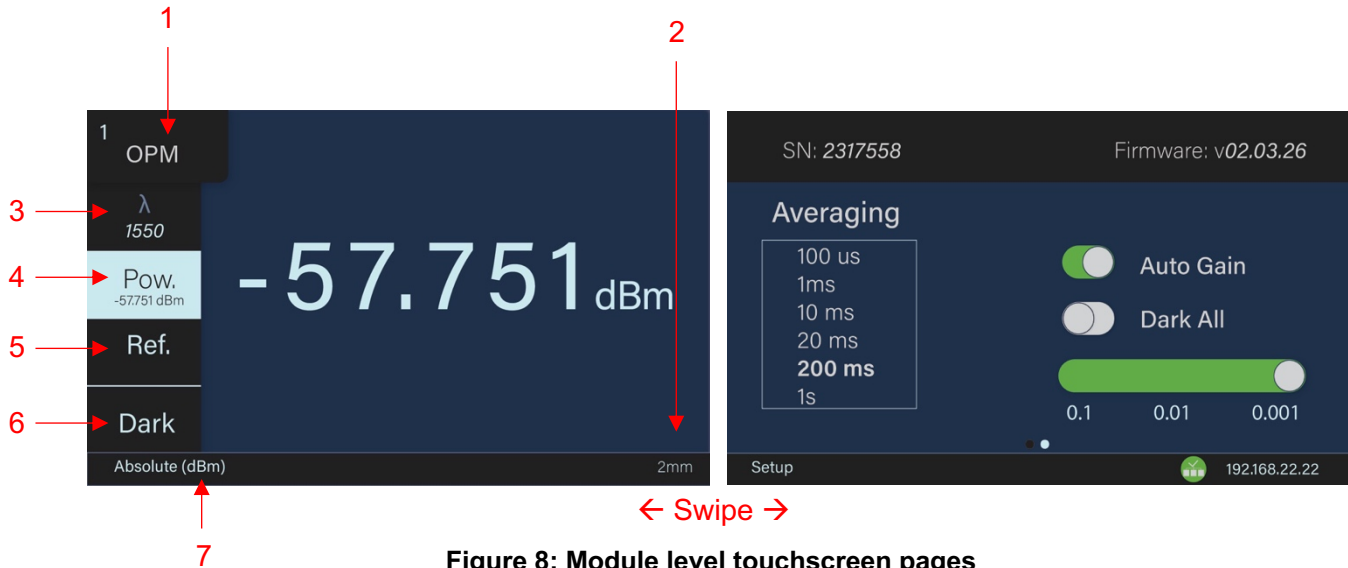 1
2
1
OPM
3
λ
1550
4
Pow.
-57.751 dBm
-57.751 dBm
5
Ref.
6
Dark
Absolute (dBm)
2mm
7
SN: 2317558
Firmware: v02.03.26
Averaging
100 us
1ms
10 ms
20 ms
200 ms
1s
Auto Gain
Dark All
0.1 0.01 0.001
Setup
192.168.22.22
← Swipe →
Figure 8: Module level touchscreen pages